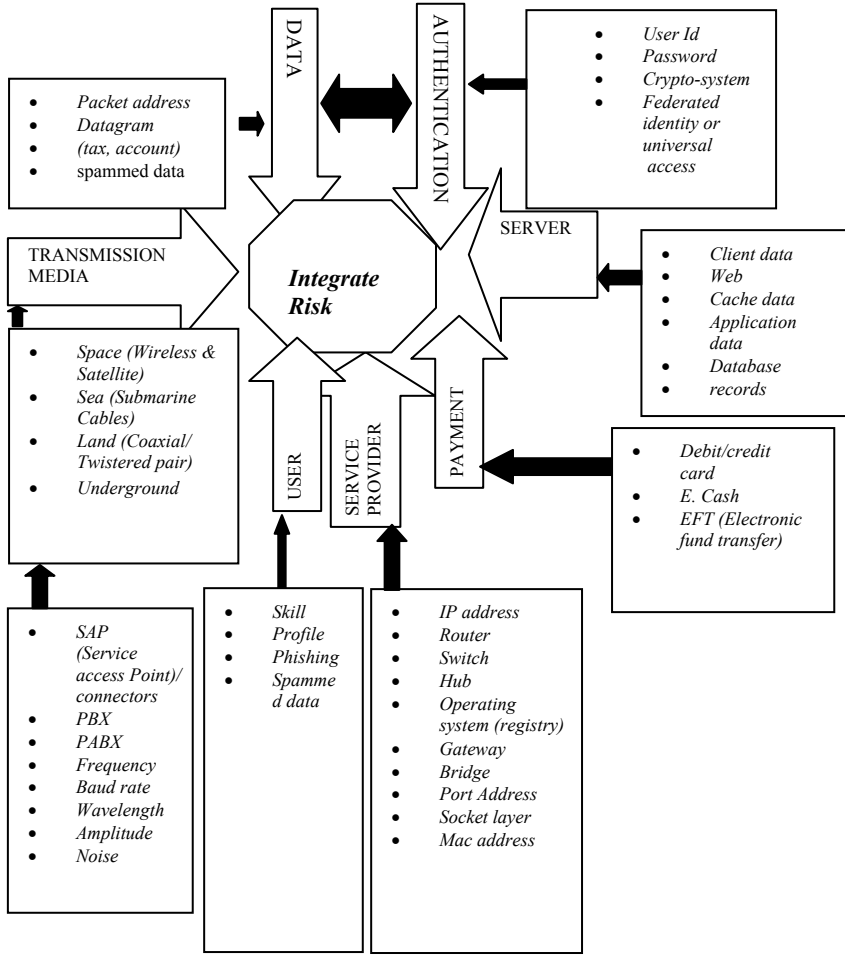 DATA
AUTHENTICATION
User Id
Password
Crypto-system
Federated
identity or
universal
access
Packet address
Datagram
(tax, account)
spammed data
TRANSMISSION
MEDIA
Integrate
Risk
SERVER
Client data
Web
Cache data
Application
data
Database
records
Space (Wireless &
Satellite)
Sea (Submarine
Cables)
Land (Coaxial/
Twistered pair)
Underground
USER
SERVICE
PROVIDER
PAYMENT
Debit/credit
card
E. Cash
EFT (Electronic
fund transfer)
SAP
(Service
access Point)/
connectors
PBX
PABX
Frequency
Baud rate
Wavelength
Amplitude
Noise
Skill
Profile
Phishing
Spamme
d data
IP address
Router
Switch
Hub
Operating
system (registry)
Gateway
Bridge
Port Address
Socket layer
Mac address